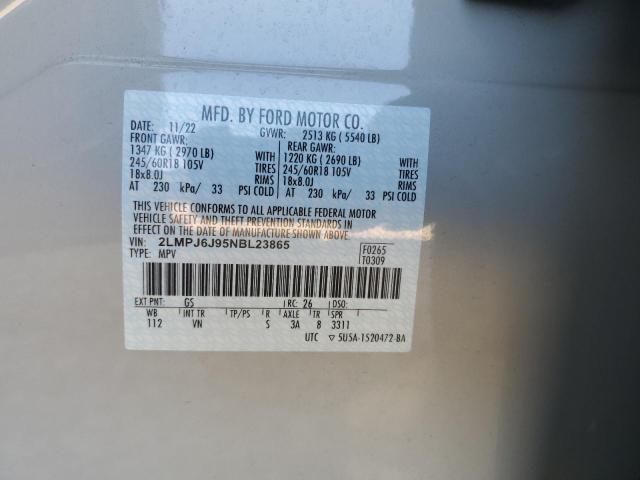 MFD. BY FORD MOTOR CO.
DATE: 11/22 GVWR: 2513 KG ( 5540 LB)
FRONT GAWR: REAR GAWR:
1347 KG ( 2970 LB) WITH 1220 KG ( 2690 LB) WITH
245/60R18 105V TIRES 245/60R18 105V TIRES
18x8.0J RIMS 18x8.0J RIMS
AT 230 kPa/ 33 PSI COLD AT 230 kPa/ 33 PSI COLD
THIS VEHICLE CONFORMS TO ALL APPLICABLE FEDERAL MOTOR
VEHICLE SAFETY AND THEFT PREVENTION STANDARDS IN
EFFECT ON THE DATE OF MANUFACTURE SHOWN ABOVE.
VIN: 2LMPJ6J95NBL23865 F0265
TYPE: MPV T0309
EXT PNT: GS RC: 26 DSO:
WB INT TR TP/PS R AXLE TR SPR
112 VN S 3A 8 3311
UTC ▽ 5U5A-1520472-BA